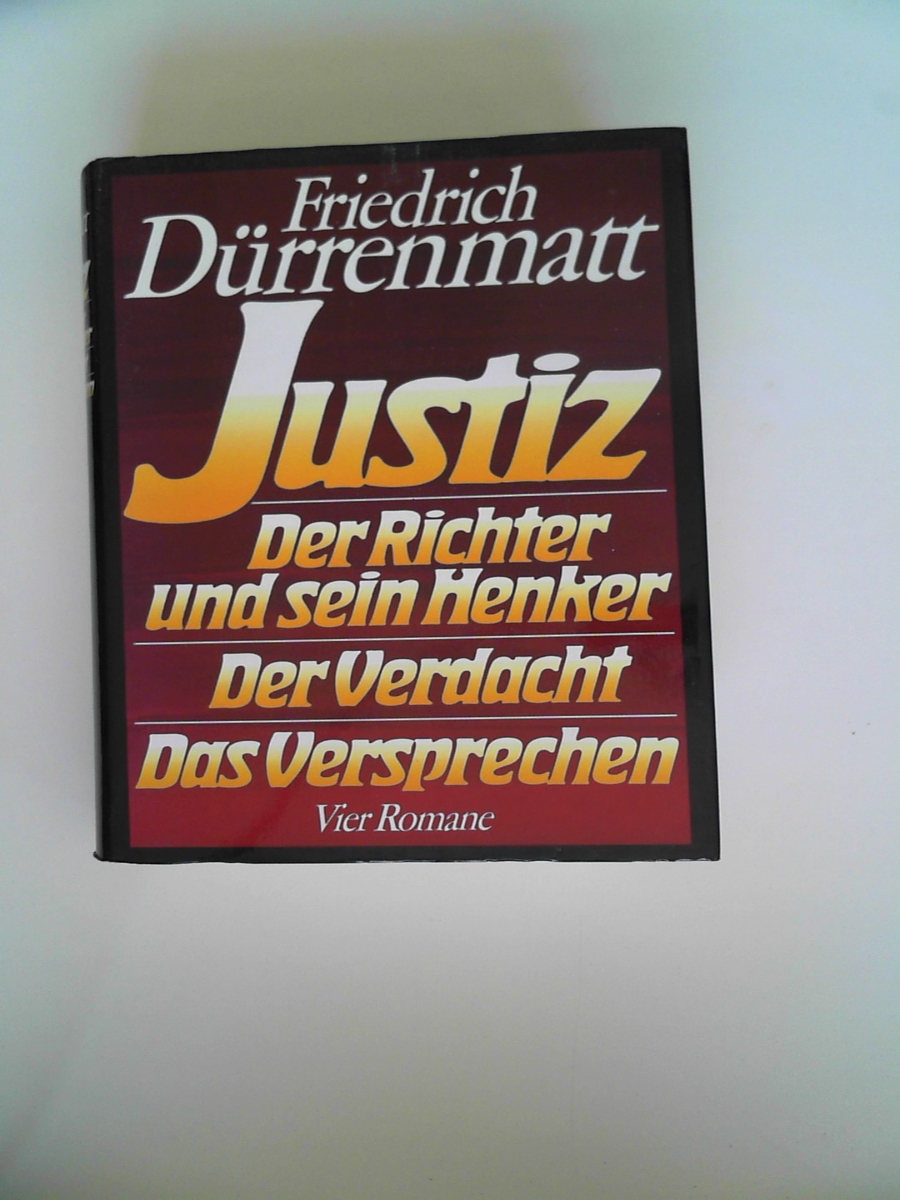 Friedrich
Dürrenmatt
Justiz
Der Richter
und sein Henker
Der Verdacht
Das Versprechen
Vier Romane